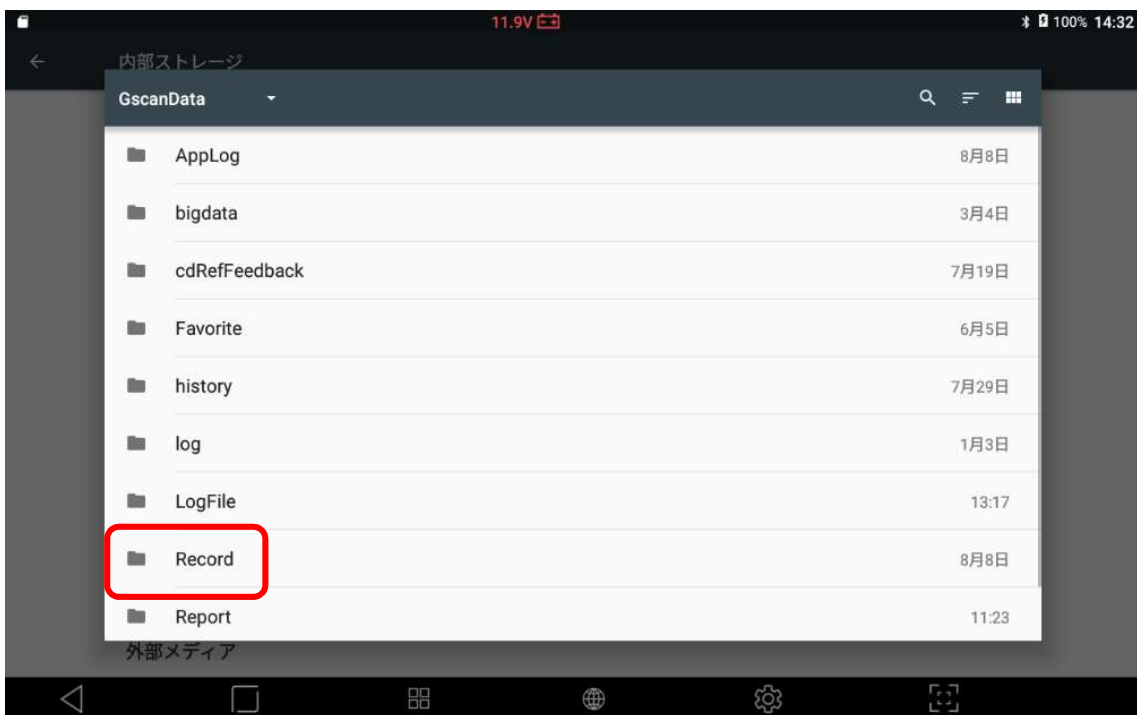 11.9V 100% 14:32
内部ストレージ
GscanData
AppLog 8月8日
bigdata 3月4日
cdRefFeedback 7月19日
Favorite 6月5日
history 7月29日
log 1月3日
LogFile 13:17
Record 8月8日
Report 11:23
外部メディア